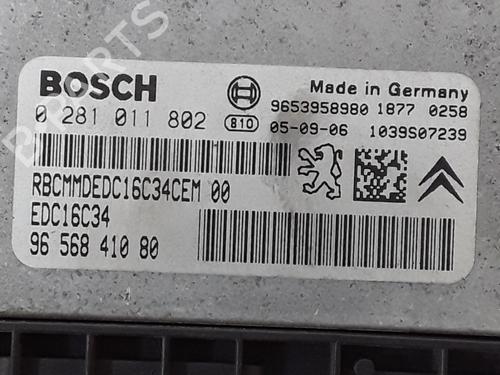 BOSCH
Made in Germany
9653958980 1877 0258
0 281 011 802
810 05-09-06 1039S07239
RBCMMDEDC16C34CEM 00
EDC16C34
96 568 410 80